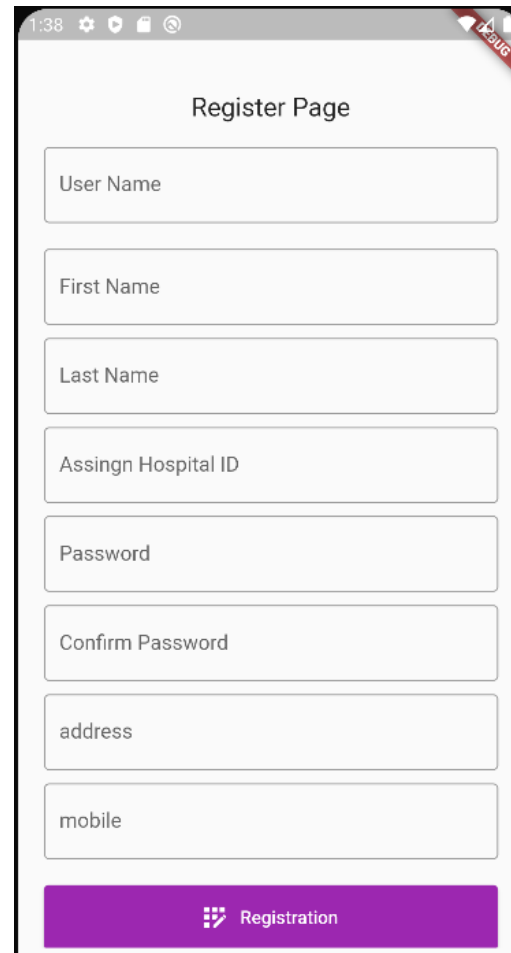 1:38
DEBUG
Register Page
User Name
First Name
Last Name
Assingn Hospital ID
Password
Confirm Password
address
mobile
Registration